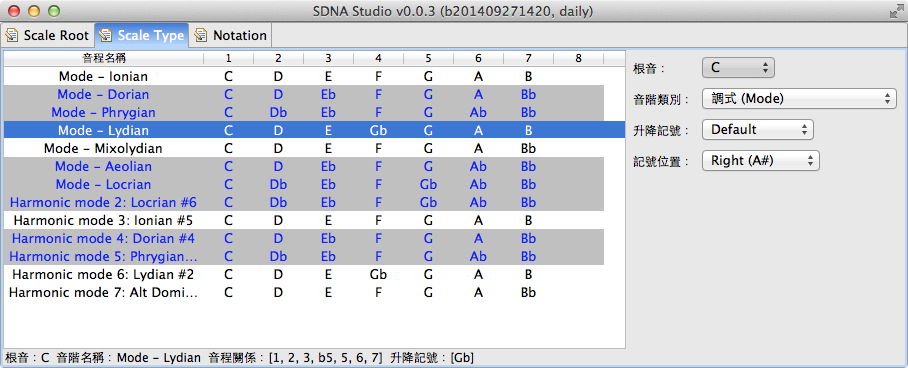 SDNA Studio v0.0.3 (b201409271420, daily)
Scale Root Scale Type Notation
音程名稱 1 2 3 4 5 6 7 8
Mode – Ionian C D E F G A B
Mode – Dorian C D Eb F G A Bb
Mode – Phrygian C Db Eb F G Ab Bb
Mode – Lydian C D E Gb G A B
Mode – Mixolydian C D E F G A Bb
Mode – Aeolian C D Eb F G Ab Bb
Mode – Locrian C Db Eb F Gb Ab Bb
Harmonic mode 2: Locrian #6 C Db Eb F Gb Ab Bb
Harmonic mode 3: Ionian #5 C D E F G A B
Harmonic mode 4: Dorian #4 C D Eb F G A Bb
Harmonic mode 5: Phrygian... C Db Eb F G Ab Bb
Harmonic mode 6: Lydian #2 C D E Gb G A B
Harmonic mode 7: Alt Domi... C D E F G A Bb
根音： C
音階類別： 調式 (Mode)
升降記號： Default
記號位置： Right (A#)
根音：C 音階名稱：Mode – Lydian 音程關係：[1, 2, 3, b5, 5, 6, 7] 升降記號：[Gb]